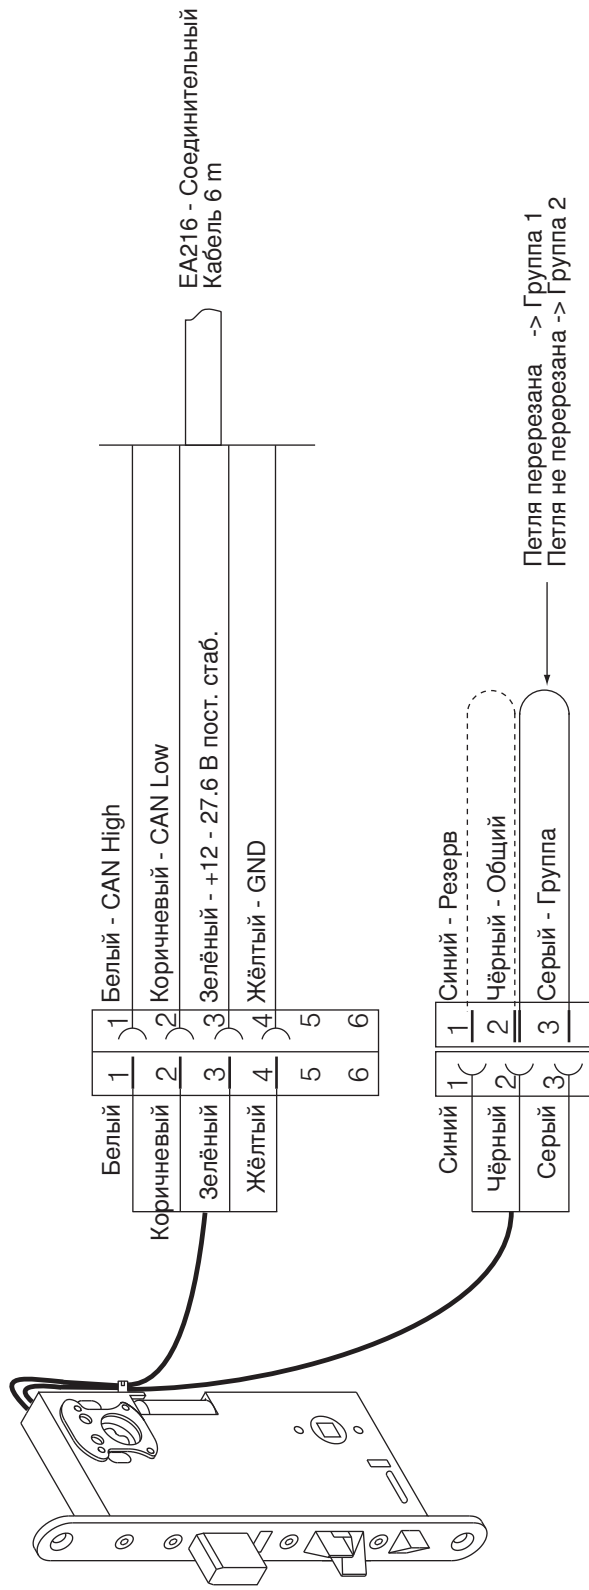 EA216 - Соединительный
Кабель 6 m
Белый
1
1
Белый - CAN High
Коричневый
2
2
Коричневый - CAN Low
Зелёный
3
3
Зелёный - +12 - 27.6 В пост. стаб.
Жёлтый
4
4
Жёлтый - GND
5
5
6
6
Синий
1
1
Синий - Резерв
Чёрный
2
2
Чёрный - Общий
Серый
3
3
Серый - Группа
Петля перерезана -> Группа 1
Петля не перерезана -> Группа 2